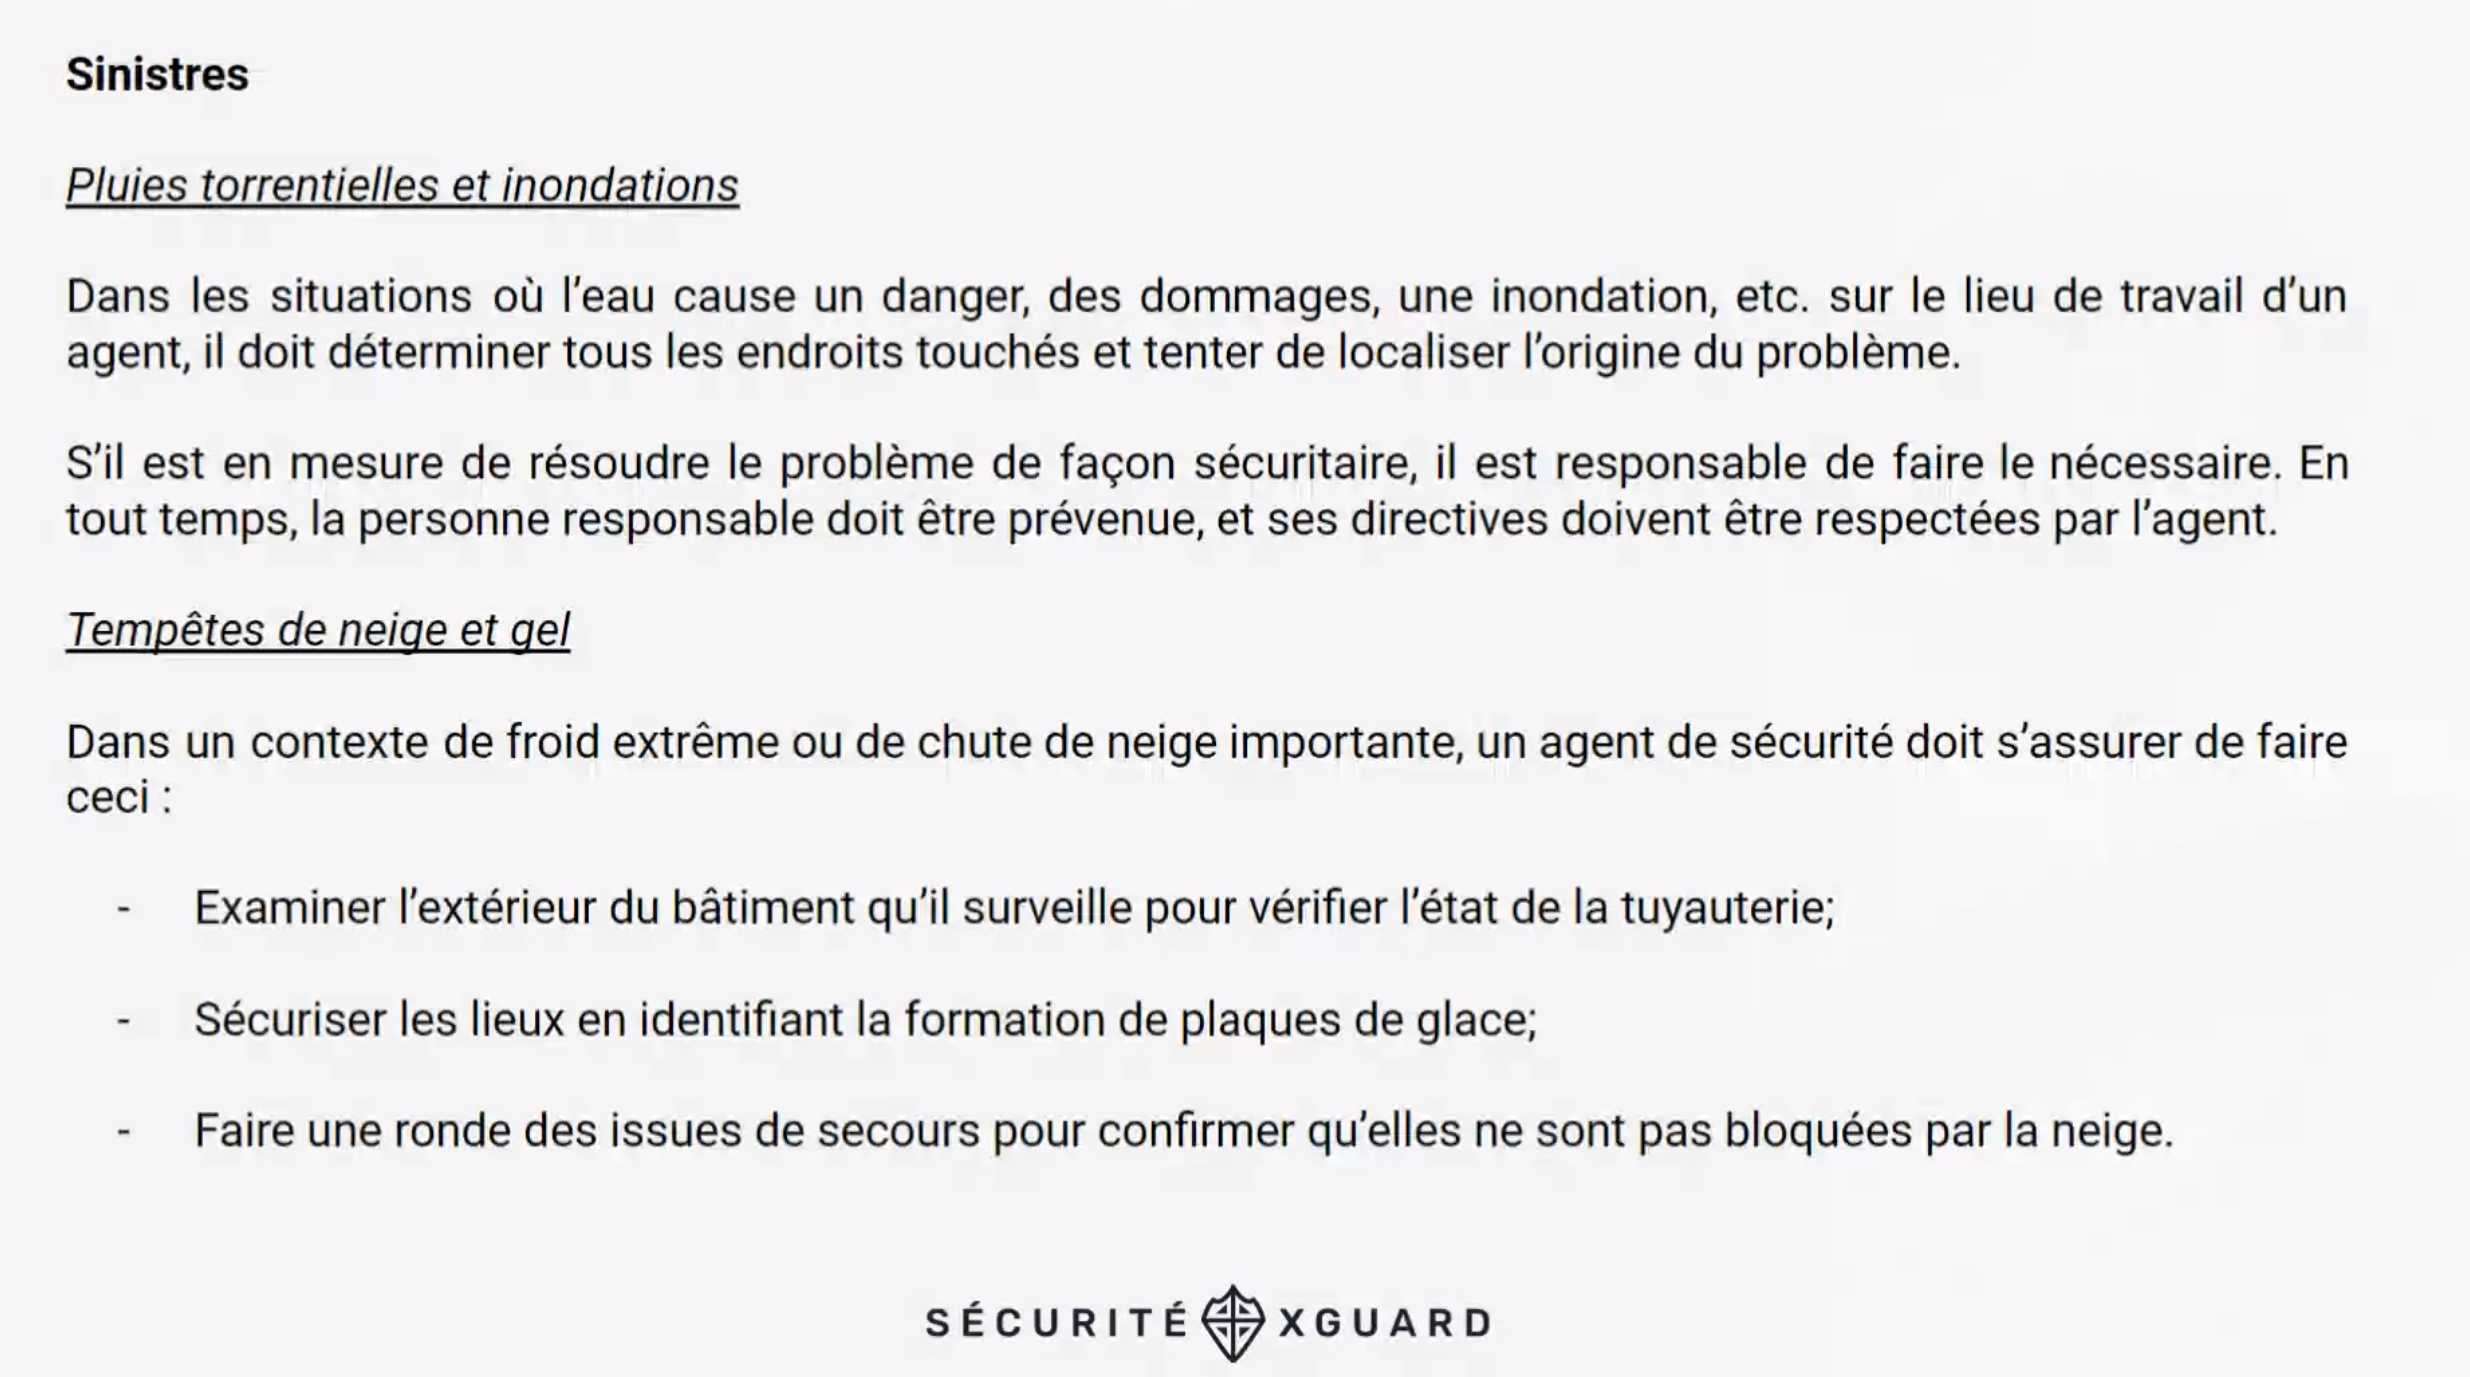 Sinistres
Pluies torrentielles et inondations
Dans les situations où l’eau cause un danger, des dommages, une inondation, etc. sur le lieu de travail d’un
agent, il doit déterminer tous les endroits touchés et tenter de localiser l’origine du problème.
S’il est en mesure de résoudre le problème de façon sécuritaire, il est responsable de faire le nécessaire. En
tout temps, la personne responsable doit être prévenue, et ses directives doivent être respectées par l’agent.
Tempêtes de neige et gel
Dans un contexte de froid extrême ou de chute de neige importante, un agent de sécurité doit s’assurer de faire
ceci :
- Examiner l’extérieur du bâtiment qu’il surveille pour vérifier l’état de la tuyauterie;
- Sécuriser les lieux en identifiant la formation de plaques de glace;
- Faire une ronde des issues de secours pour confirmer qu’elles ne sont pas bloquées par la neige.
SÉCURITÉ XGUARD